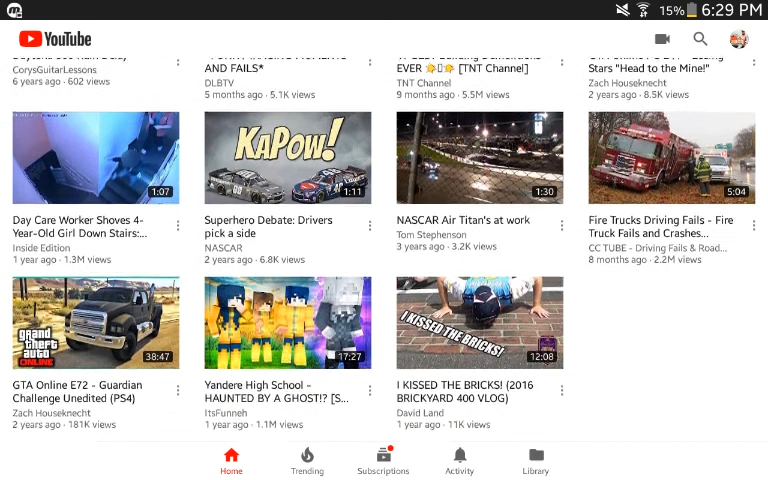 15% 6:29 PM
YouTube
CorysGuitarLessons
6 years ago · 602 views
AND FAILS*
DLBTV
5 months ago · 5.1K views
EVER [TNT Channel]
TNT Channel
9 months ago · 5.5M views
Stars "Head to the Mine!"
Zach Houseknecht
2 years ago · 8.5K views
1:07
KAPOW!
1:11
1:30
5:04
Day Care Worker Shoves 4-
Year-Old Girl Down Stairs:...
Inside Edition
1 year ago · 1.3M views
Superhero Debate: Drivers
pick a side
NASCAR
2 years ago · 6.8K views
NASCAR Air Titan's at work
Tom Stephenson
3 years ago · 3.2K views
Fire Trucks Driving Fails - Fire
Truck Fails and Crashes...
CC TUBE - Driving Fails & Road...
8 months ago · 2.2M views
grand
theft
auto
ONLINE
38:47
17:27
I KISSED THE BRICKS!
12:08
GTA Online E72 - Guardian
Challenge Unedited (PS4)
Zach Houseknecht
2 years ago · 181K views
Yandere High School -
HAUNTED BY A GHOST!? [S...
ItsFunneh
1 year ago · 1.1M views
I KISSED THE BRICKS! (2016
BRICKYARD 400 VLOG)
David Land
1 year ago · 11K views
Home
Trending
Subscriptions
Activity
Library